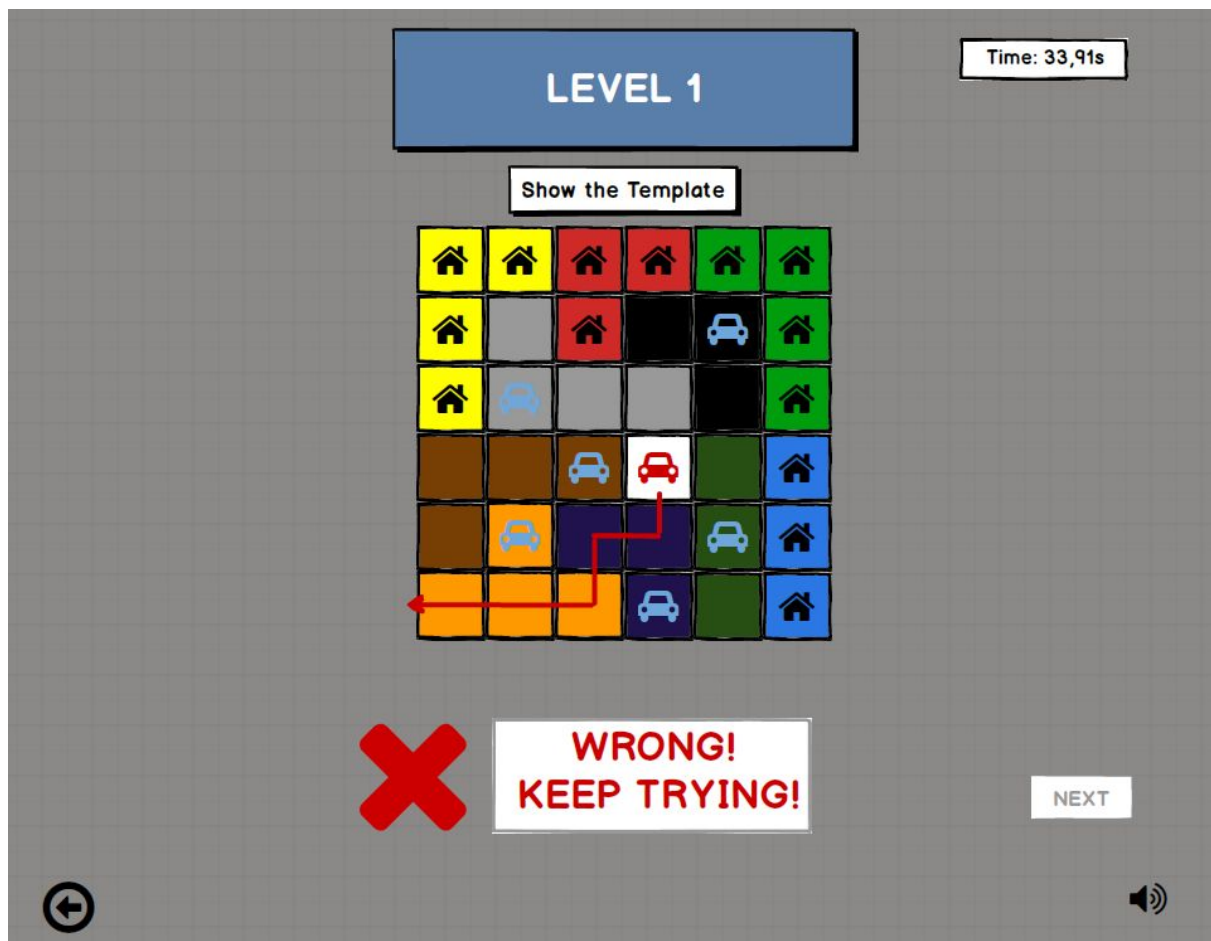 Time: 33,91s
LEVEL 1
Show the Template
WRONG!
KEEP TRYING!
NEXT